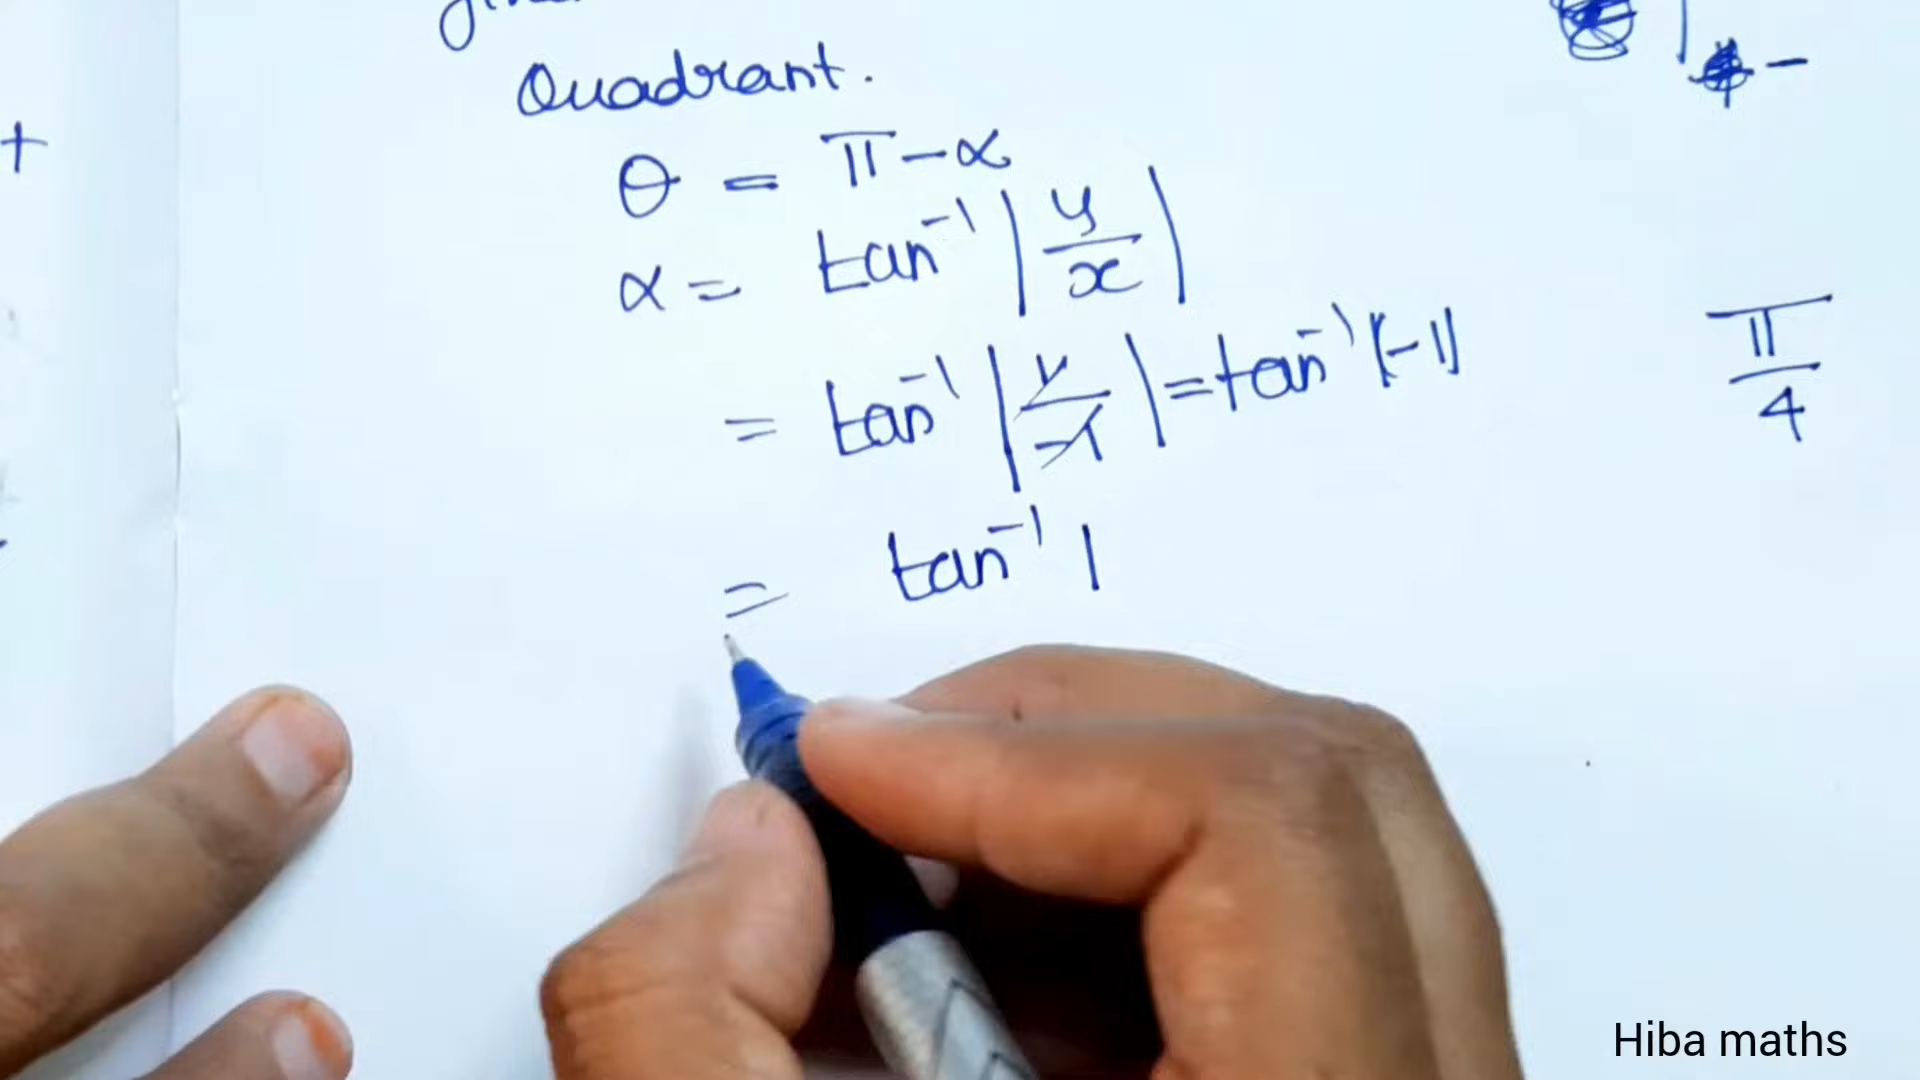 Quadrant.
+
θ = π - α
α = tan⁻¹ |y/x|
= tan⁻¹ |1/-1| = tan⁻¹ |-1|
π/4
= tan⁻¹ 1
Hiba maths